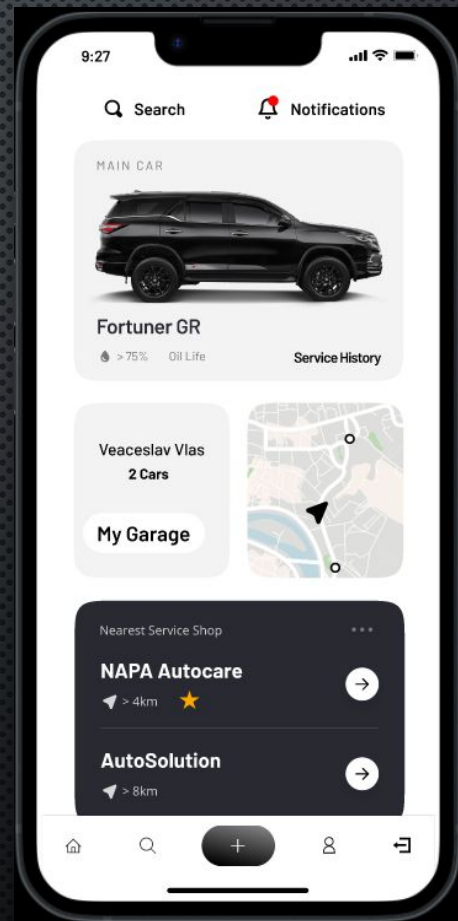 9:27
Search Notifications
MAIN CAR
Fortuner GR
> 75% Oil Life Service History
Veaceslav Vlas
2 Cars
My Garage
Nearest Service Shop
NAPA Autocare
> 4km
AutoSolution
> 8km